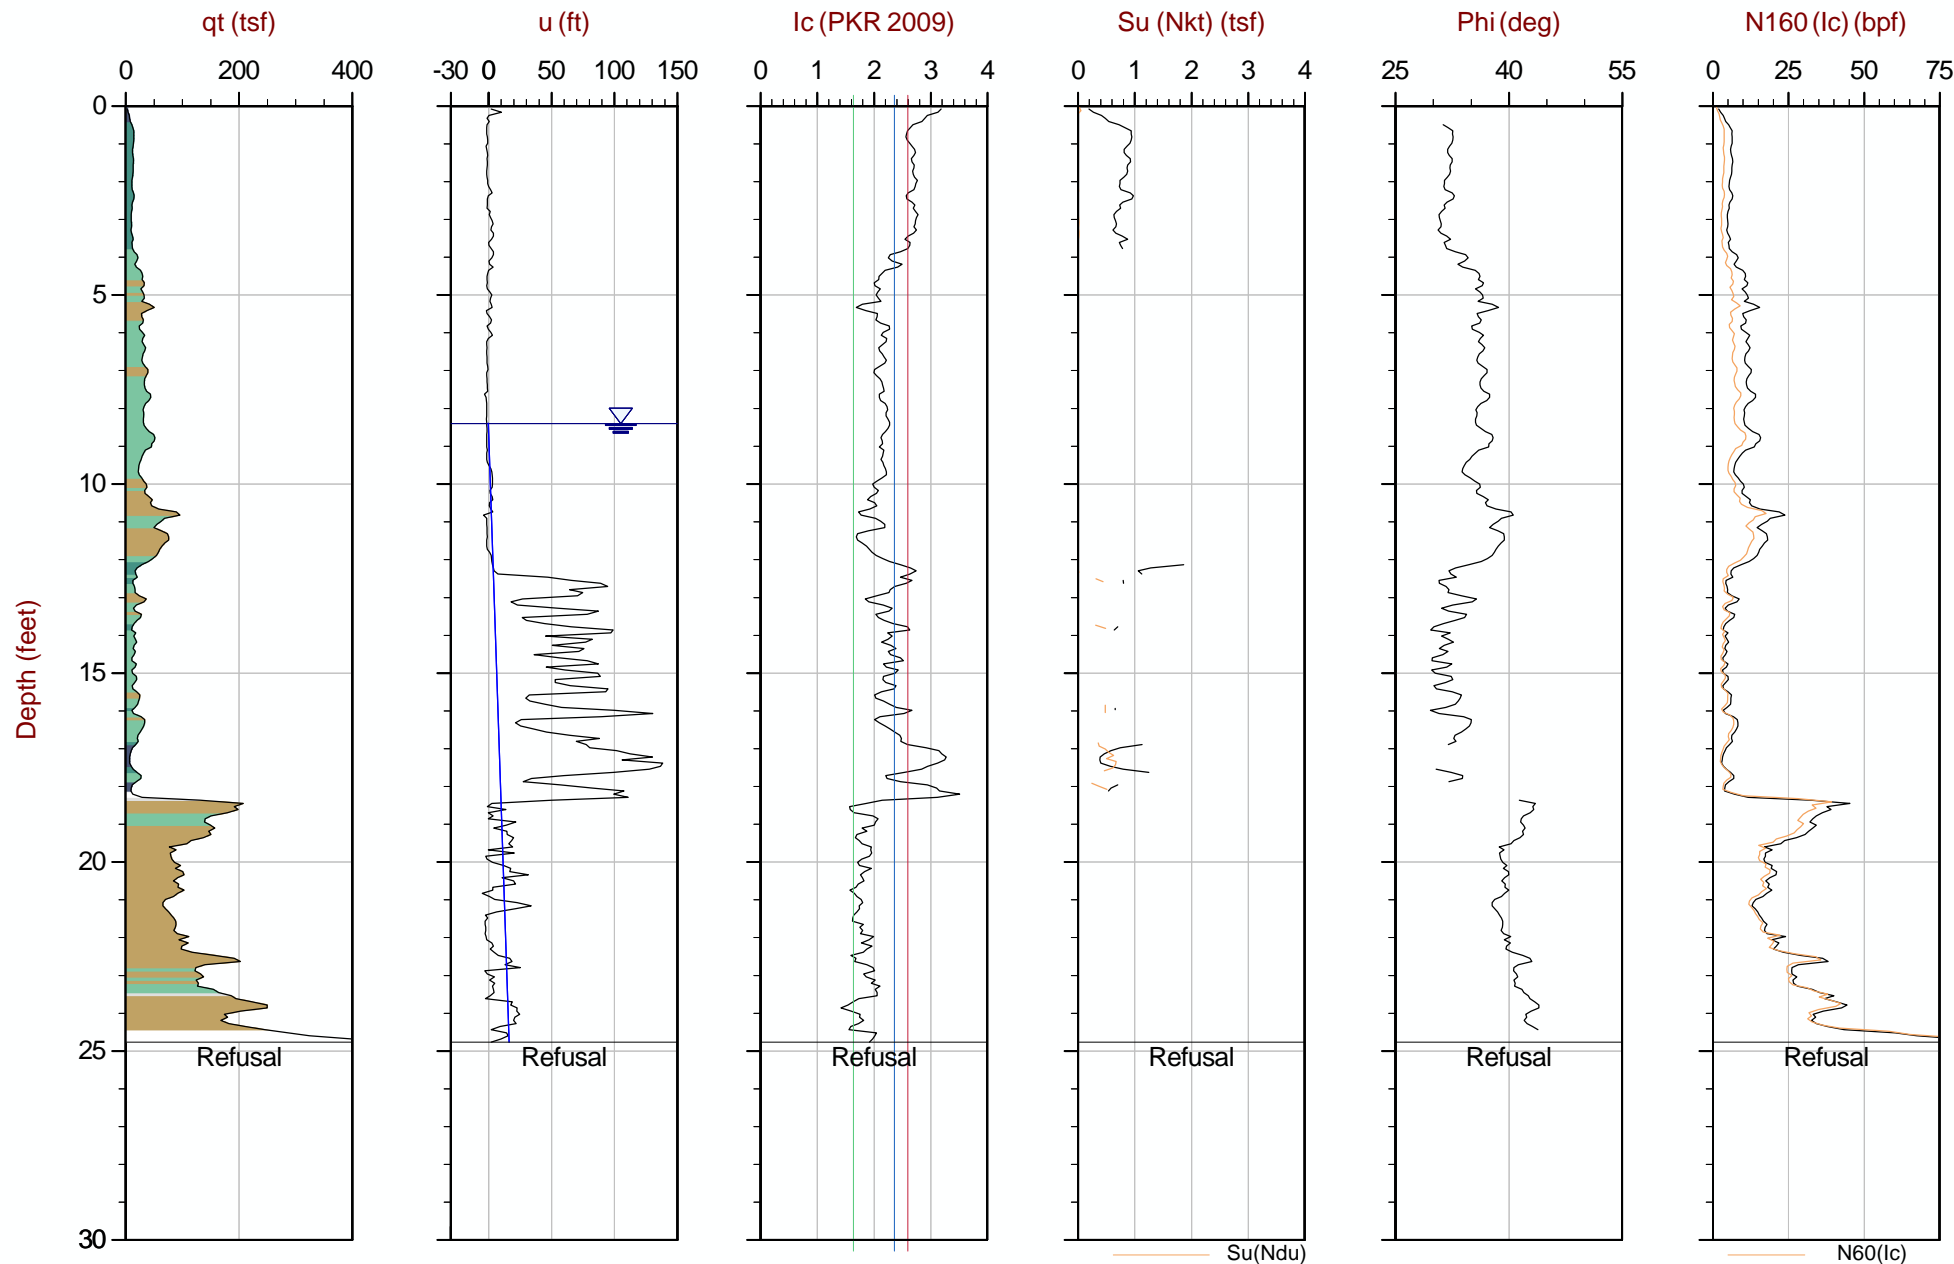 qt (tsf) u (ft) Ic (PKR 2009) Su (Nkt) (tsf) Phi (deg) N160 (Ic) (bpf)
0 200 400 -30 0 50 100 150 0 1 2 3 4 0 1 2 3 4 25 40 55 0 25 50 75
0
5
10
15
20
25
30
Depth (feet)
Refusal Refusal Refusal Refusal Refusal Refusal
Su(Ndu) N60(Ic)